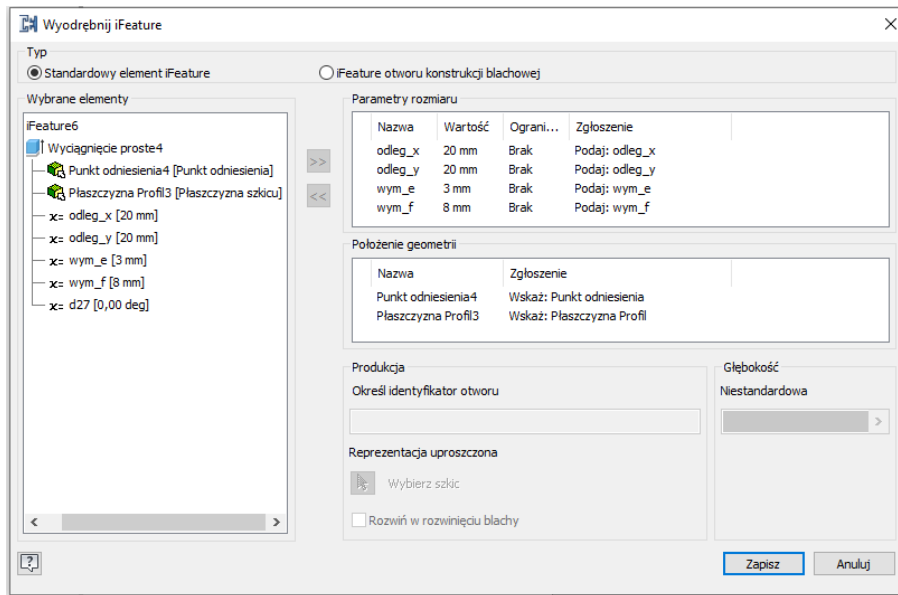 Wyodrębnij iFeature
Typ
Standardowy element iFeature
iFeature otworu konstrukcji blachowej
Wybrane elementy
iFeature6
Wyciągnięcie proste4
Punkt odniesienia4 [Punkt odniesienia]
Płaszczyzna Profil3 [Płaszczyzna szkicu]
x= odleg_x [20 mm]
x= odleg_y [20 mm]
x= wym_e [3 mm]
x= wym_f [8 mm]
x= d27 [0,00 deg]
>>
<<
Parametry rozmiaru
Nazwa Wartość Ograni... Zgłoszenie
odleg_x 20 mm Brak Podaj: odleg_x
odleg_y 20 mm Brak Podaj: odleg_y
wym_e 3 mm Brak Podaj: wym_e
wym_f 8 mm Brak Podaj: wym_f
Położenie geometrii
Nazwa Zgłoszenie
Punkt odniesienia4 Wskaż: Punkt odniesienia
Płaszczyzna Profil3 Wskaż: Płaszczyzna Profil
Produkcja
Określ identyfikator otworu
Reprezentacja uproszczona
Wybierz szkic
Rozwiń w rozwinięciu blachy
Głębokość
Niestandardowa
Zapisz
Anuluj